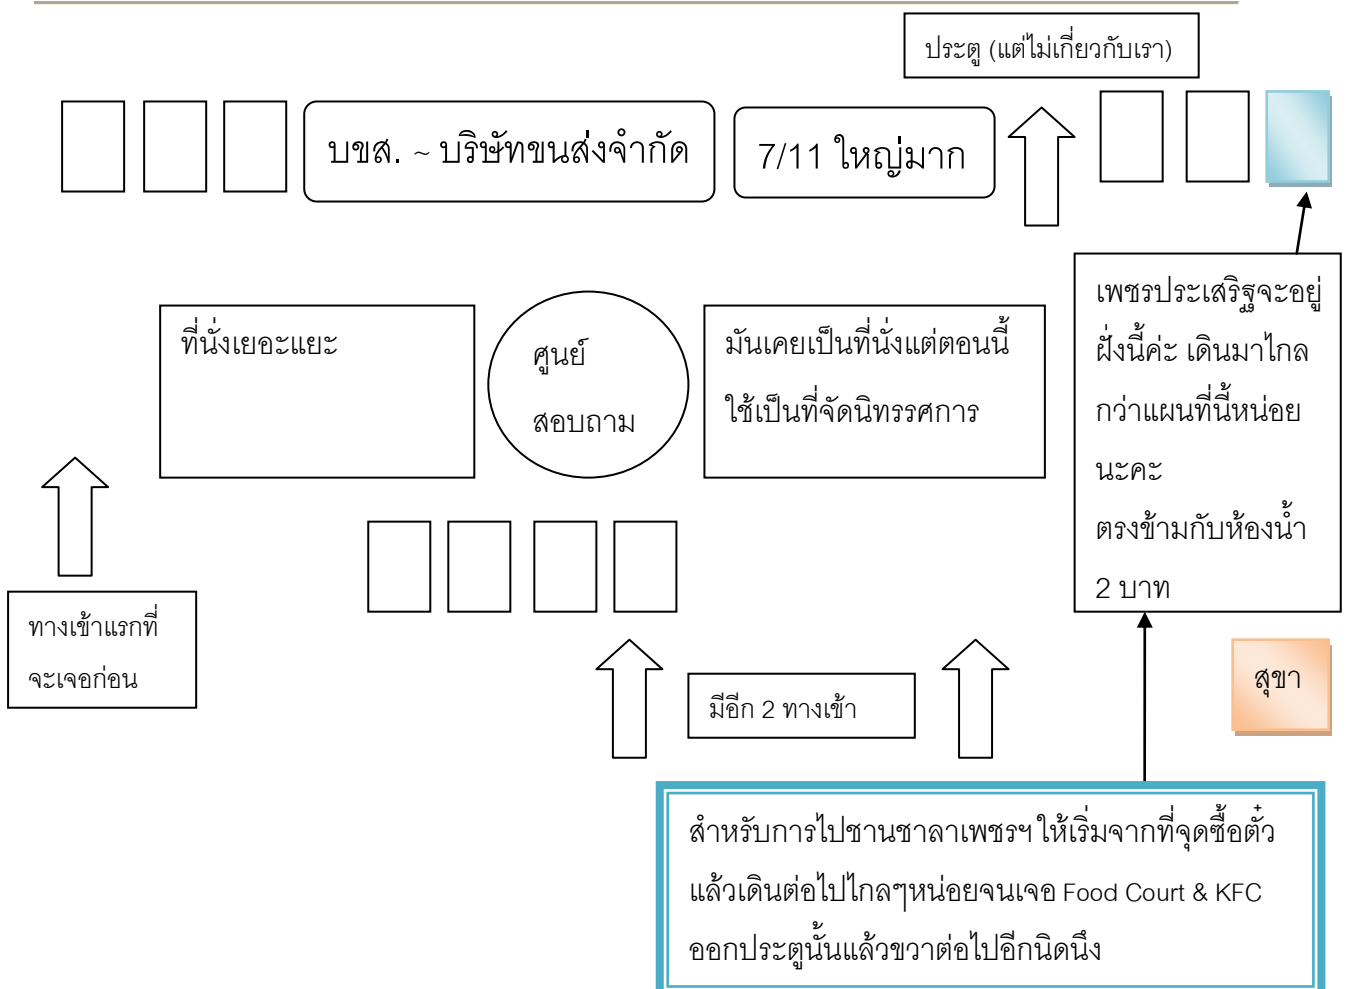 ประตู (แต่ไม่เกี่ยวกับเรา)
บขส. ~ บริษัทขนส่งจำกัด
7/11 ใหญ่มาก
ที่นั่งเยอะแยะ
ศูนย์
สอบถาม
มันเคยเป็นที่นั่งแต่ตอนนี้
ใช้เป็นที่จัดนิทรรศการ
เพชรประเสริฐจะอยู่
ฝั่งนี้ค่ะ เดินมาไกล
กว่าแผนที่นี้หน่อย
นะคะ
ตรงข้ามกับห้องน้ำ
2 บาท
ทางเข้าแรกที่
จะเจอก่อน
มีอีก 2 ทางเข้า
สุขา
สำหรับการไปชานชาลาเพชรฯ ให้เริ่มจากที่จุดซื้อตั๋ว
แล้วเดินต่อไปไกลๆหน่อยจนเจอ Food Court & KFC
ออกประตูนั้นแล้วขวาต่อไปอีกนิดนึง